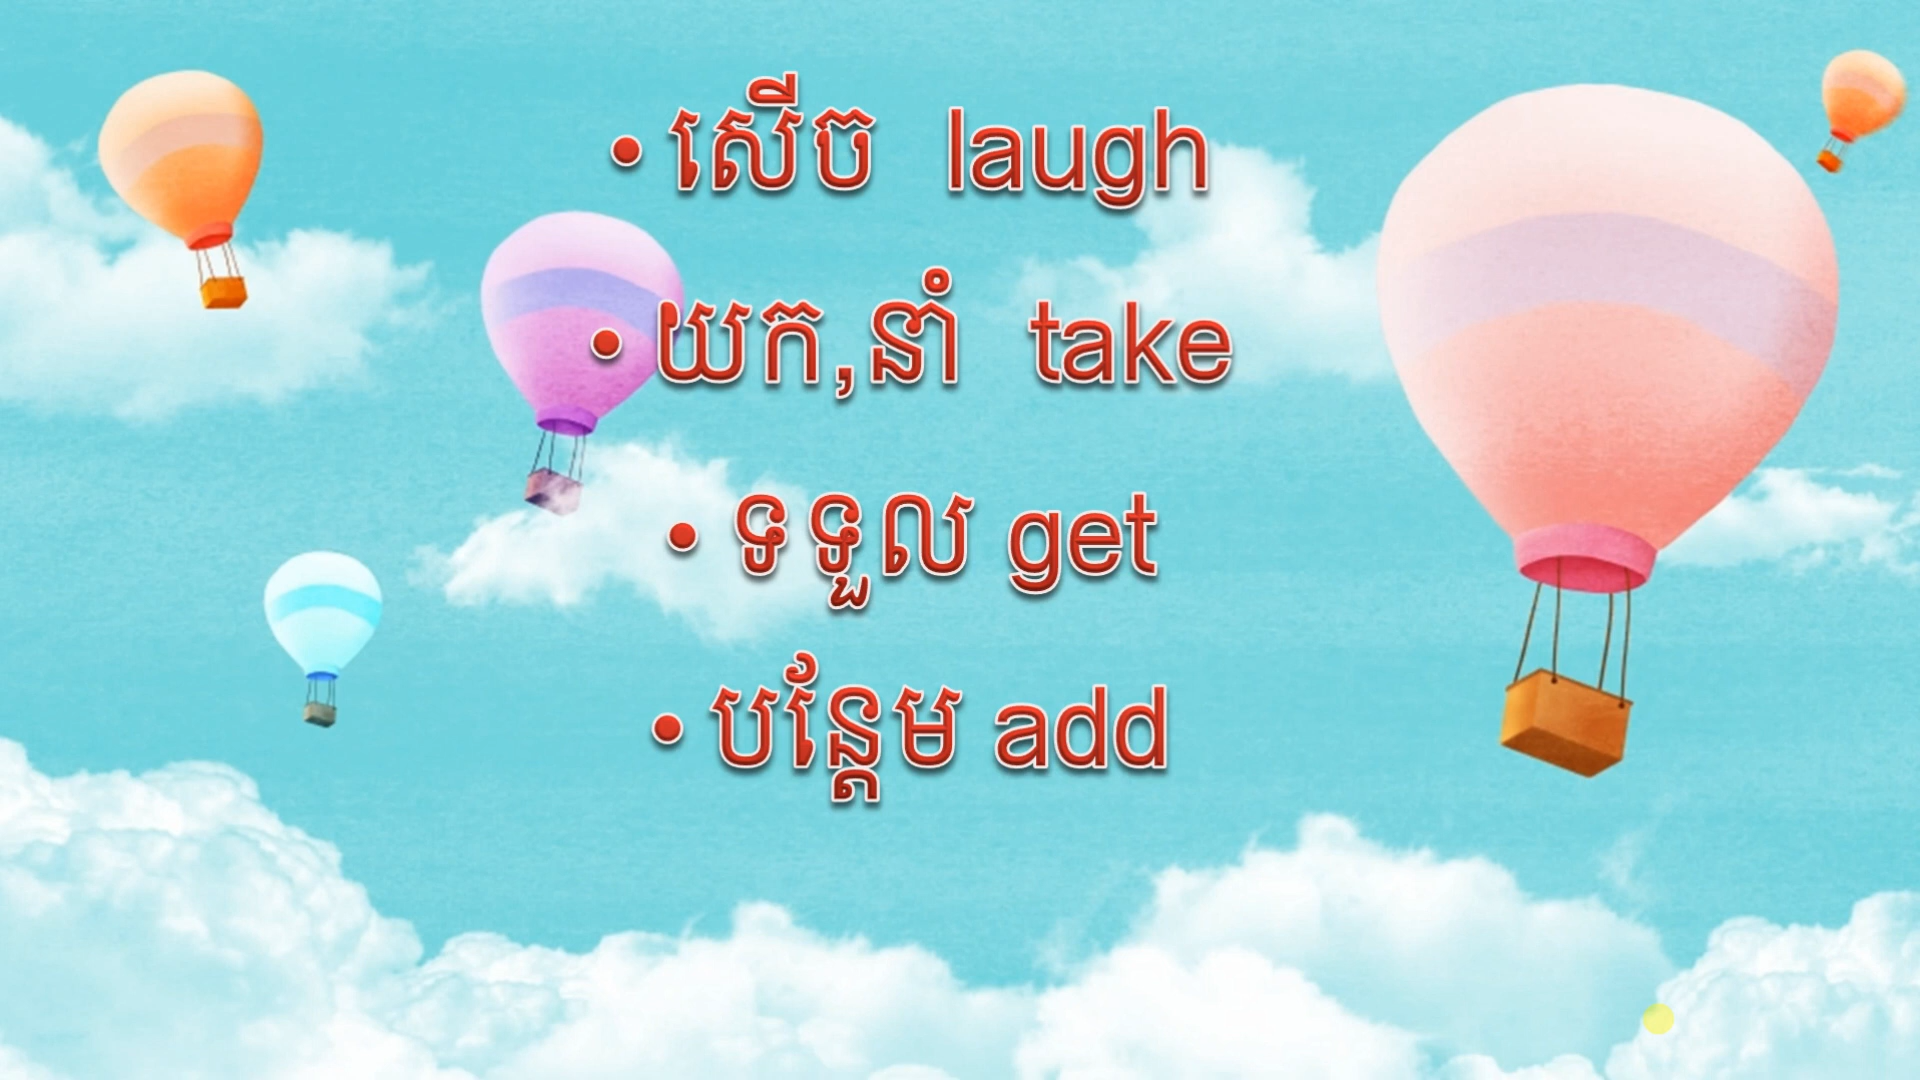 • សើច laugh
• យក,នាំ take
• ទទួល get
• បន្ថែម add